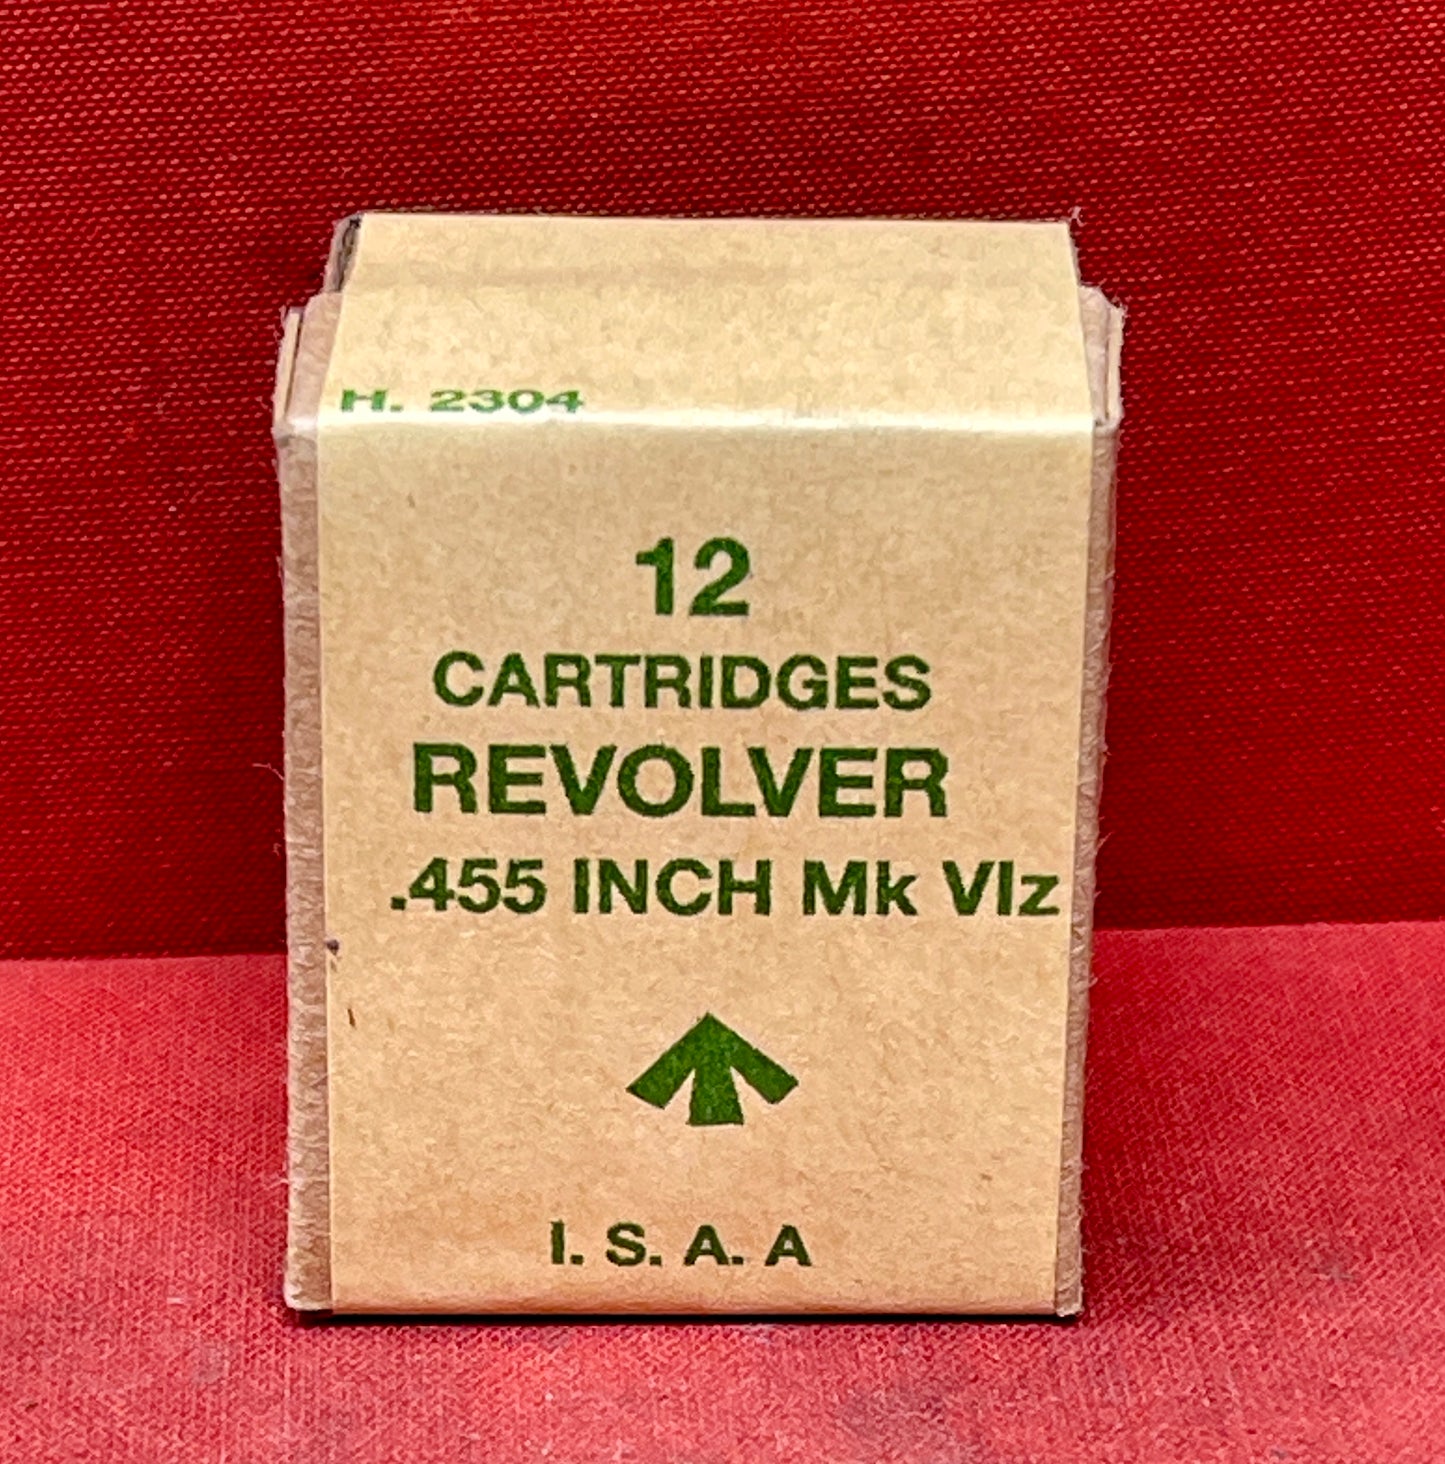 H. 2304
12
CARTRIDGES
REVOLVER
.455 INCH Mk VIz
I. S. A. A